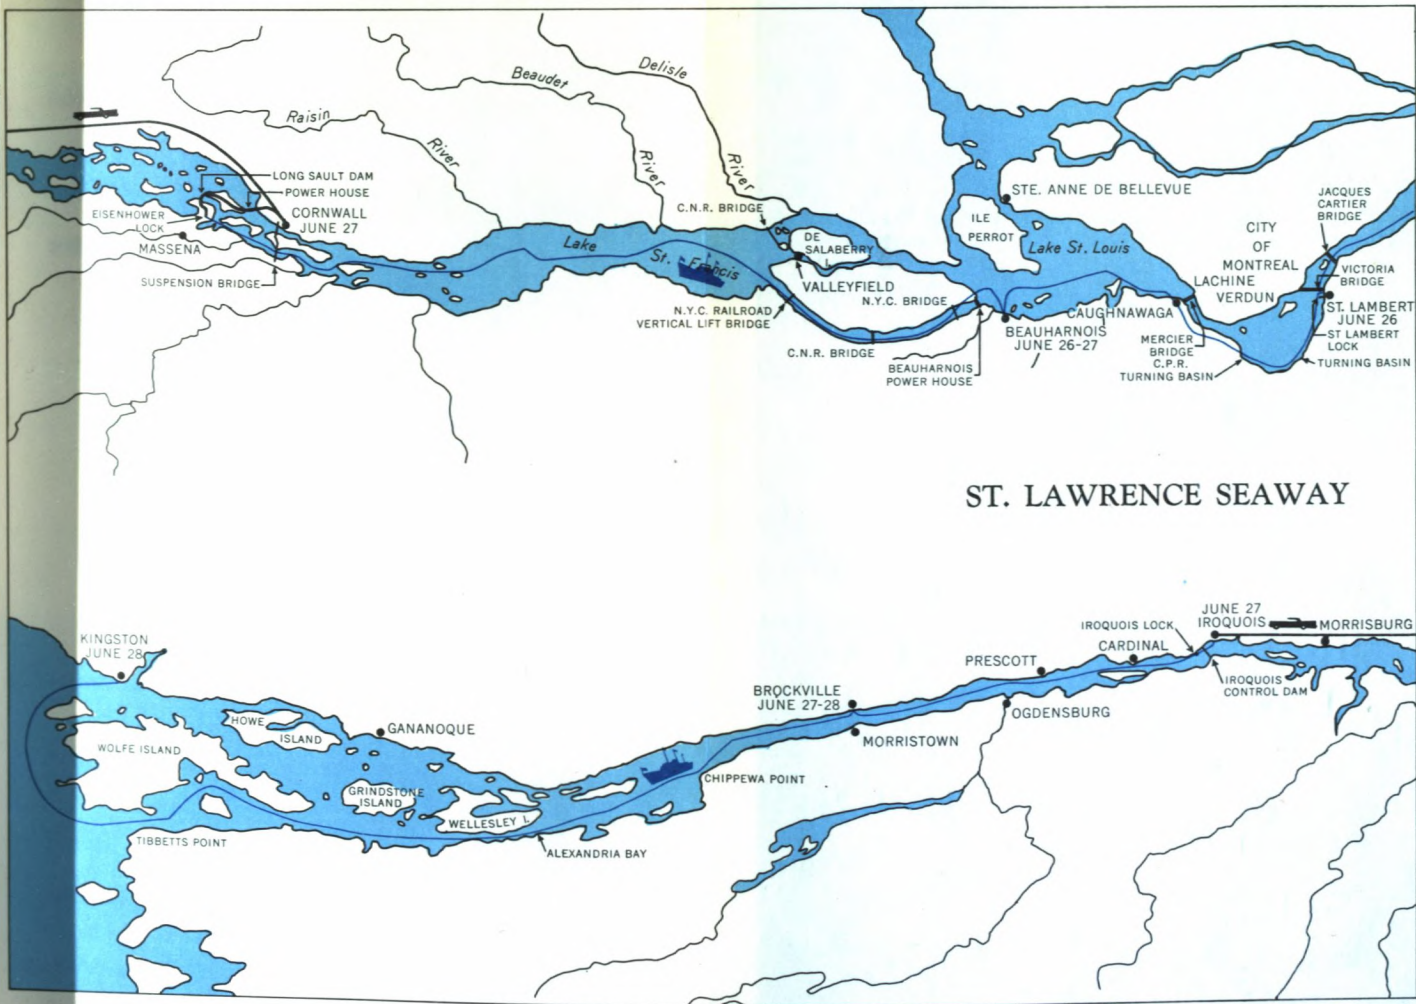 Delisle
River
Beaudet
River
Raisin
River
LONG SAULT DAM
POWER HOUSE
CORNWALL
JUNE 27
EISENHOWER
LOCK
MASSENA
SUSPENSION BRIDGE
Lake
St. Francis
C.N.R. BRIDGE
DE
SALABERRY
I.
VALLEYFIELD
N.Y.C. RAILROAD
VERTICAL LIFT BRIDGE
C.N.R. BRIDGE
N.Y.C. BRIDGE
BEAUHARNOIS
POWER HOUSE
BEAUHARNOIS
JUNE 26-27
STE. ANNE DE BELLEVUE
ILE
PERROT
Lake St. Louis
CAUGHNAWAGA
LACHINE
MERCIER
BRIDGE
C.P.R.
TURNING BASIN
CITY
OF
MONTREAL
VERDUN
JACQUES
CARTIER
BRIDGE
VICTORIA
BRIDGE
ST. LAMBERT
JUNE 26
ST LAMBERT
LOCK
TURNING BASIN
ST. LAWRENCE SEAWAY
KINGSTON
JUNE 28
HOWE
ISLAND
WOLFE ISLAND
GANANOQUE
GRINDSTONE
ISLAND
WELLESLEY I.
TIBBETTS POINT
ALEXANDRIA BAY
CHIPPEWA POINT
BROCKVILLE
JUNE 27-28
MORRISTOWN
PRESCOTT
OGDENSBURG
CARDINAL
IROQUOIS LOCK
JUNE 27
IROQUOIS
IROQUOIS
CONTROL DAM
MORRISBURG